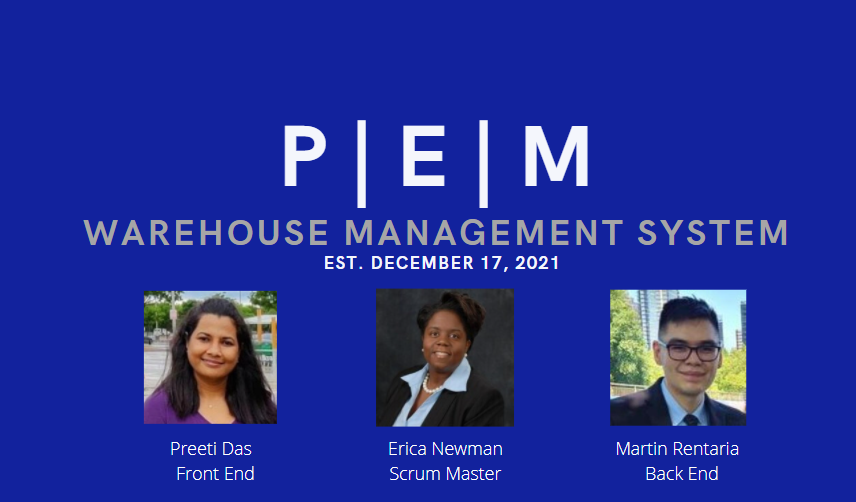 P|E|M
WAREHOUSE MANAGEMENT SYSTEM
EST. DECEMBER 17, 2021
Preeti Das Erica Newman Martin Rentaria
Front End Scrum Master Back End